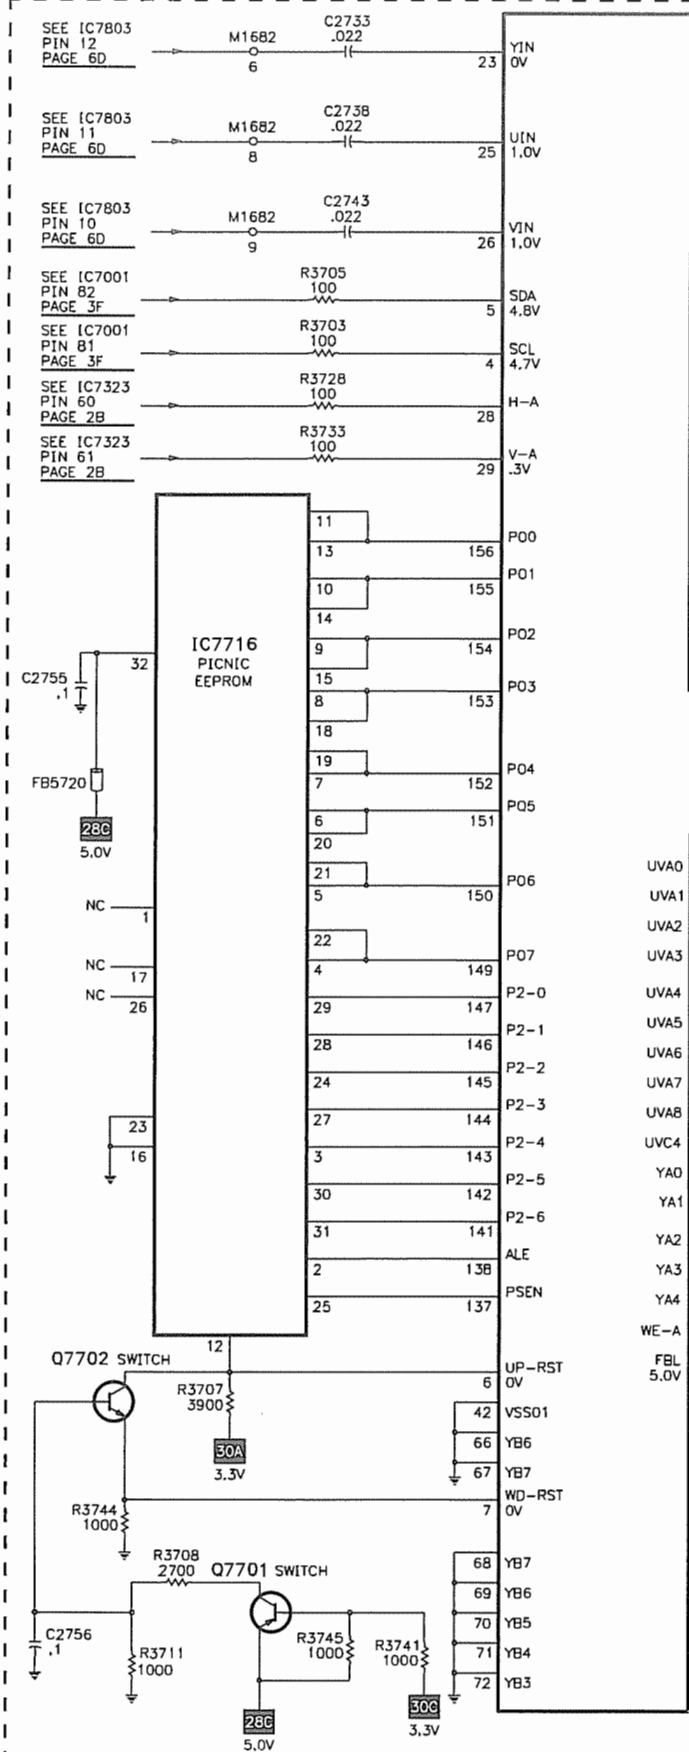 SEE IC7803
PIN 12
PAGE 6D
M1682
6
C2733
.022
23
YIN
0V
SEE IC7803
PIN 11
PAGE 6D
M1682
8
C2738
.022
25
UIN
1.0V
SEE IC7803
PIN 10
PAGE 6D
M1682
9
C2743
.022
26
VIN
1.0V
SEE IC7001
PIN 82
PAGE 3F
R3705
100
5
SDA
4.8V
SEE IC7001
PIN 81
PAGE 3F
R3703
100
4
SCL
4.7V
SEE IC7323
PIN 60
PAGE 2B
R3728
100
28
H-A
SEE IC7323
PIN 61
PAGE 2B
R3733
100
29
V-A
.3V
IC7716
PICNIC
EEPROM
11
13
156
P00
10
14
155
P01
9
15
154
P02
8
18
153
P03
19
7
152
P04
6
20
151
P05
21
5
150
P06
22
4
149
P07
29
147
P2-0
28
146
P2-1
24
145
P2-2
27
144
P2-3
3
143
P2-4
30
142
P2-5
31
141
P2-6
2
138
ALE
25
137
PSEN
32
C2755
.1
FB5720
28C
5.0V
NC
1
NC
17
NC
26
23
16
12
UVA0
UVA1
UVA2
UVA3
UVA4
UVA5
UVA6
UVA7
UVA8
UVC4
YA0
YA1
YA2
YA3
YA4
WE-A
FBL
5.0V
Q7702 SWITCH
R3707
3900
30A
3.3V
6
UP-RST
0V
42
VSS01
66
YB6
67
YB7
7
WD-RST
0V
R3744
1000
R3708
2700
Q7701 SWITCH
C2756
.1
R3711
1000
R3745
1000
R3741
1000
28C
5.0V
30C
3.3V
68
YB7
69
YB6
70
YB5
71
YB4
72
YB3